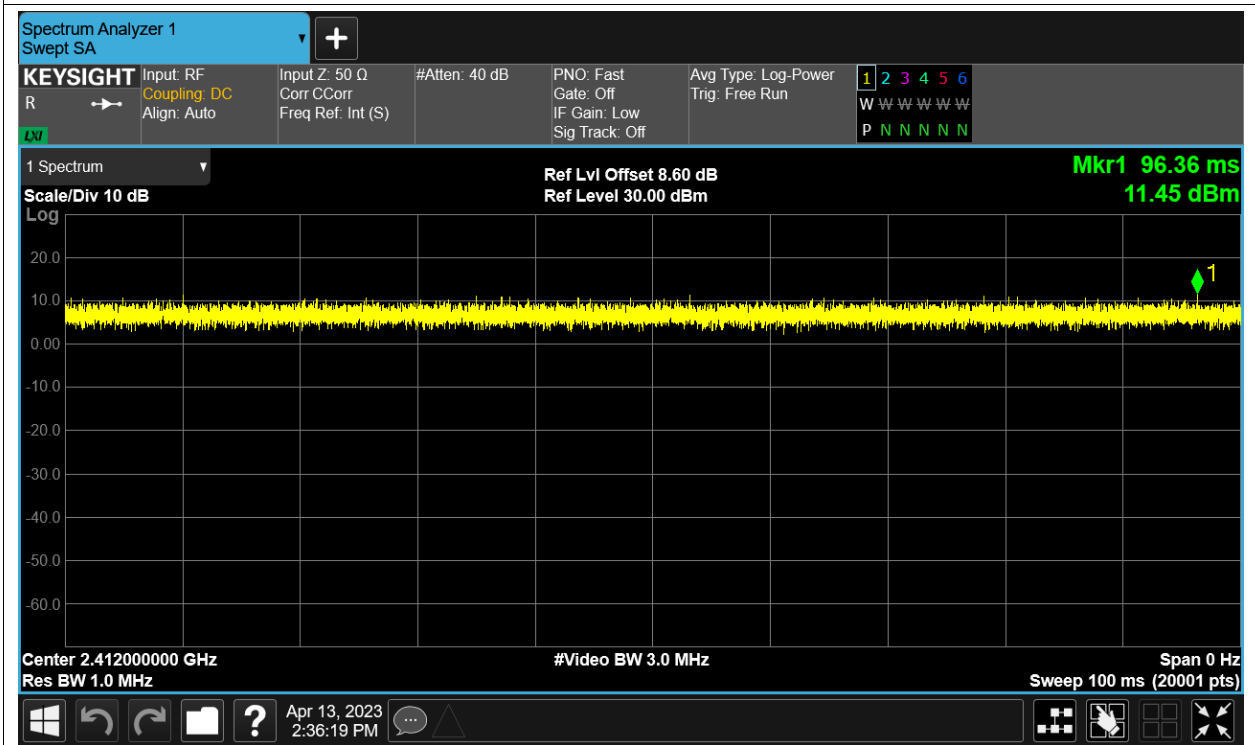 Spectrum Analyzer 1
Swept SA
+
KEYSIGHT
R
LXI
Input: RF
Coupling: DC
Align: Auto
Input Z: 50 Ω
Corr CCorr
Freq Ref: Int (S)
#Atten: 40 dB
PNO: Fast
Gate: Off
IF Gain: Low
Sig Track: Off
Avg Type: Log-Power
Trig: Free Run
1 2 3 4 5 6
W W W W W W
P N N N N N
1 Spectrum
Scale/Div 10 dB
Log
Ref Lvl Offset 8.60 dB
Ref Level 30.00 dBm
Mkr1 96.36 ms
11.45 dBm
20.0
10.0
0.00
-10.0
-20.0
-30.0
-40.0
-50.0
-60.0
1
Center 2.412000000 GHz
Res BW 1.0 MHz
#Video BW 3.0 MHz
Span 0 Hz
Sweep 100 ms (20001 pts)
?
Apr 13, 2023
2:36:19 PM